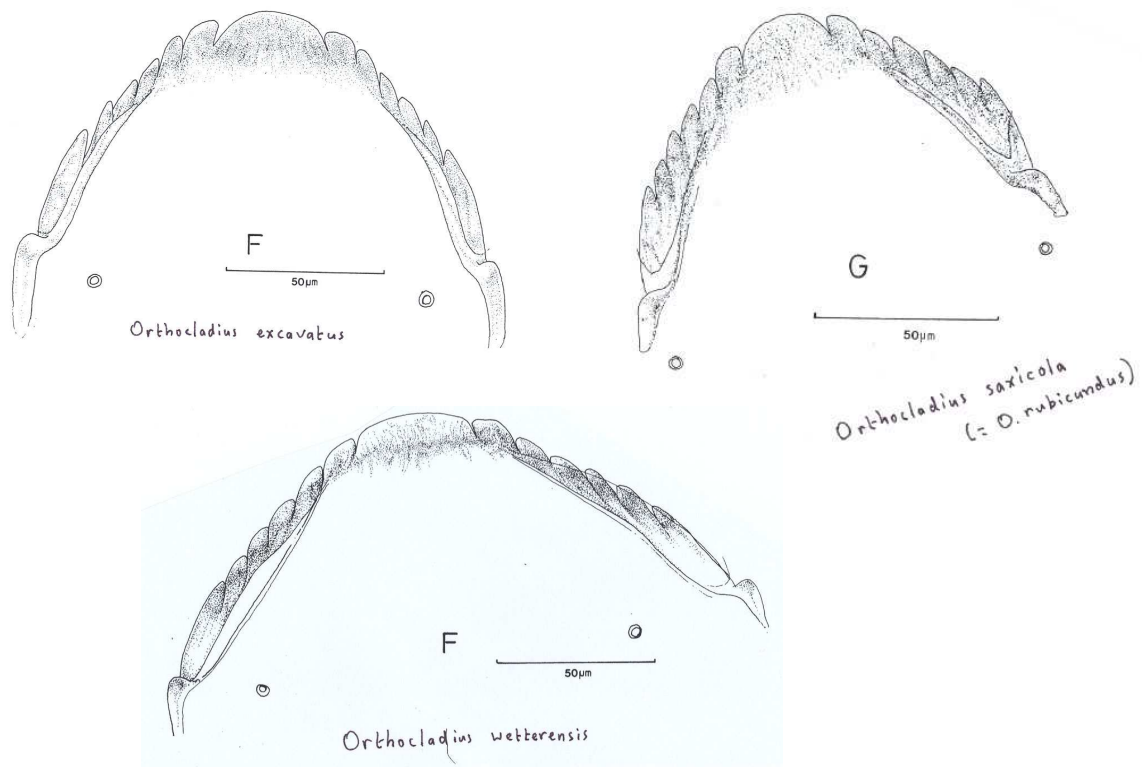 F
50µm
Orthocladius excavatus
G
50µm
Orthocladius saxicola
(= O. rubicundus)
F
50µm
Orthocladius wetterensis